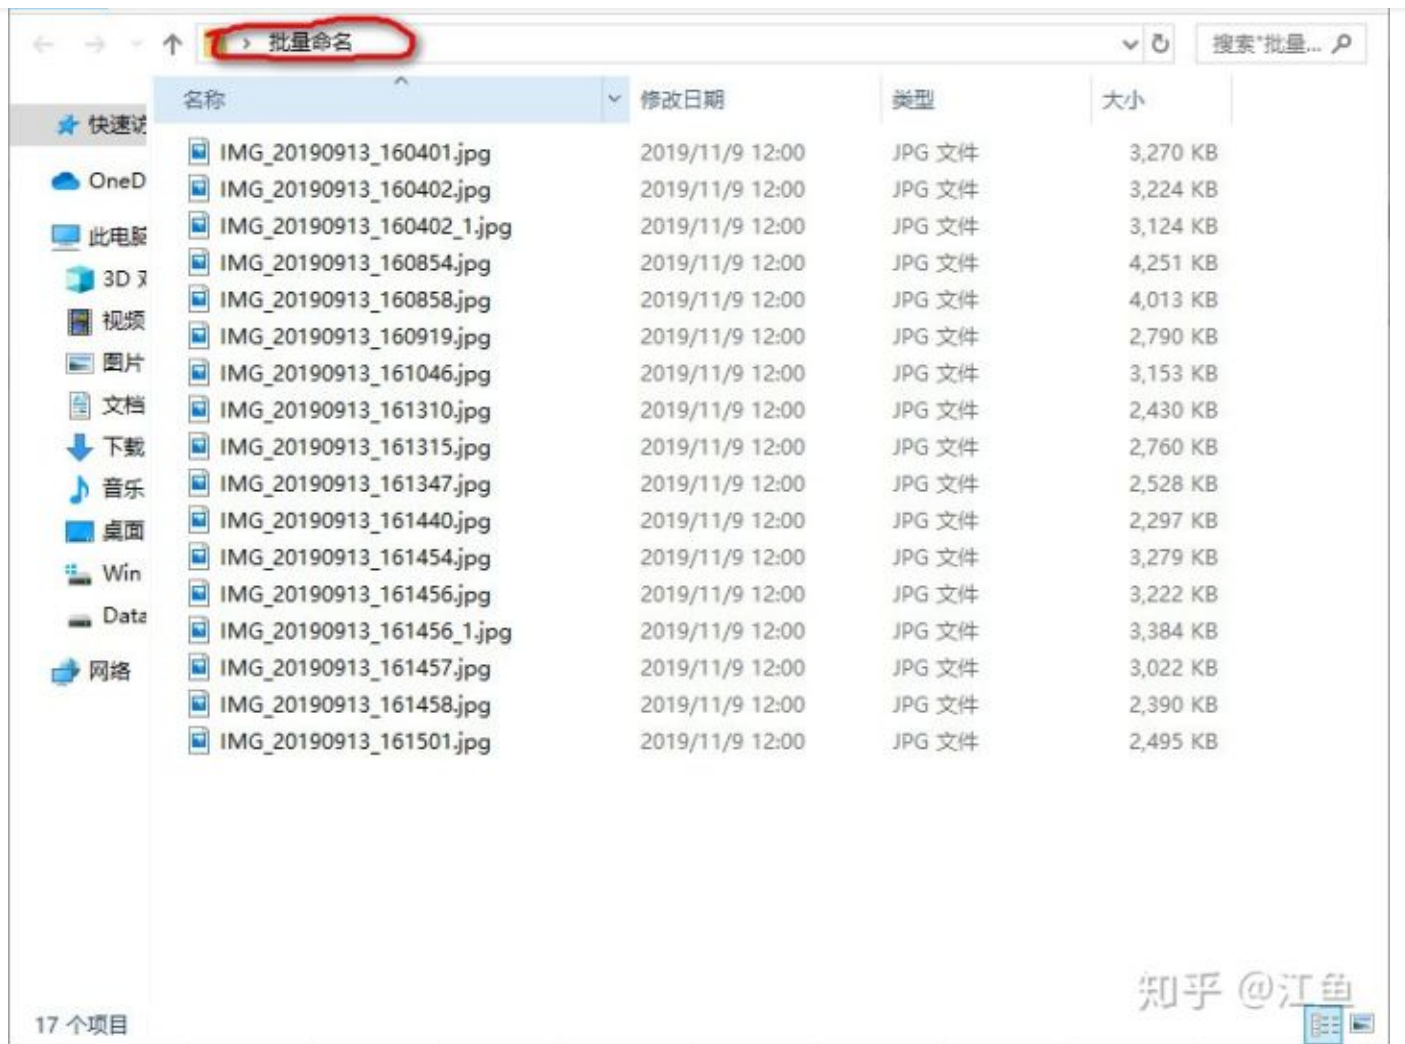 批量命名
搜索"批量...
名称 修改日期 类型 大小
快速访
OneD
此电脑
3D
视频
图片
文档
下载
音乐
桌面
Win
Data
网络
IMG_20190913_160401.jpg 2019/11/9 12:00 JPG 文件 3,270 KB
IMG_20190913_160402.jpg 2019/11/9 12:00 JPG 文件 3,224 KB
IMG_20190913_160402_1.jpg 2019/11/9 12:00 JPG 文件 3,124 KB
IMG_20190913_160854.jpg 2019/11/9 12:00 JPG 文件 4,251 KB
IMG_20190913_160858.jpg 2019/11/9 12:00 JPG 文件 4,013 KB
IMG_20190913_160919.jpg 2019/11/9 12:00 JPG 文件 2,790 KB
IMG_20190913_161046.jpg 2019/11/9 12:00 JPG 文件 3,153 KB
IMG_20190913_161310.jpg 2019/11/9 12:00 JPG 文件 2,430 KB
IMG_20190913_161315.jpg 2019/11/9 12:00 JPG 文件 2,760 KB
IMG_20190913_161347.jpg 2019/11/9 12:00 JPG 文件 2,528 KB
IMG_20190913_161440.jpg 2019/11/9 12:00 JPG 文件 2,297 KB
IMG_20190913_161454.jpg 2019/11/9 12:00 JPG 文件 3,279 KB
IMG_20190913_161456.jpg 2019/11/9 12:00 JPG 文件 3,222 KB
IMG_20190913_161456_1.jpg 2019/11/9 12:00 JPG 文件 3,384 KB
IMG_20190913_161457.jpg 2019/11/9 12:00 JPG 文件 3,022 KB
IMG_20190913_161458.jpg 2019/11/9 12:00 JPG 文件 2,390 KB
IMG_20190913_161501.jpg 2019/11/9 12:00 JPG 文件 2,495 KB
知乎 @江鱼
17 个项目